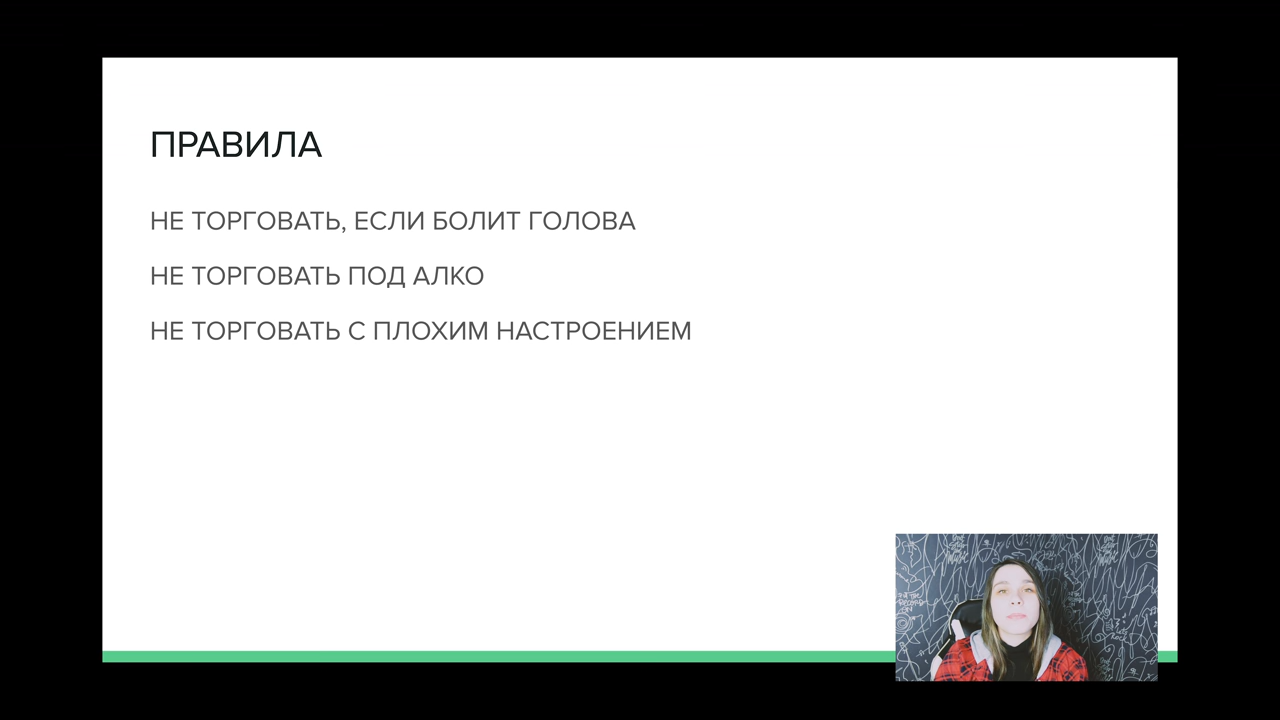 ПРАВИЛА
НЕ ТОРГОВАТЬ, ЕСЛИ БОЛИТ ГОЛОВА
НЕ ТОРГОВАТЬ ПОД АЛКО
НЕ ТОРГОВАТЬ С ПЛОХИМ НАСТРОЕНИЕМ